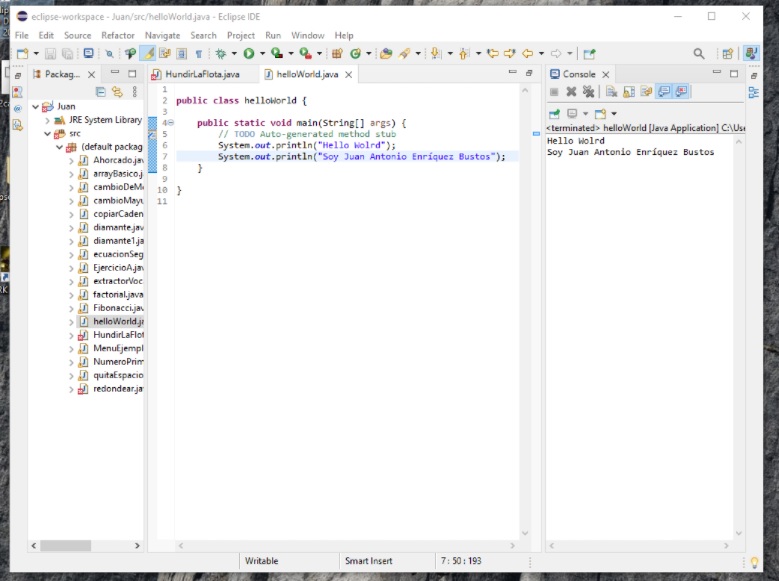 eclipse-workspace - Juan/src/helloWorld.java - Eclipse IDE
File Edit Source Refactor Navigate Search Project Run Window Help
Packag...
HundirLaFlota.java
helloWorld.java
Console
Juan
JRE System Library
src
(default packag
Ahorcado.ja
arrayBasico.j
cambioDeM
cambioMayu
copiarCaden
diamante.jav
diamante1.ja
ecuacionSeg
EjercicioA.jav
extractorVoc
factorial.java
Fibonacci.jav
helloWorld.ja
HundirLaFlot
MenuEjempl
NumeroPrim
quitaEspacio
redondear.ja
1
2 public class helloWorld {
3
4 public static void main(String[] args) {
5 // TODO Auto-generated method stub
6 System.out.println("Hello Wolrd");
7 System.out.println("Soy Juan Antonio Enríquez Bustos");
8 }
9
10 }
11
<terminated> helloWorld [Java Application] C:\Use
Hello Wolrd
Soy Juan Antonio Enríquez Bustos
Writable
Smart Insert
7 : 50 : 193